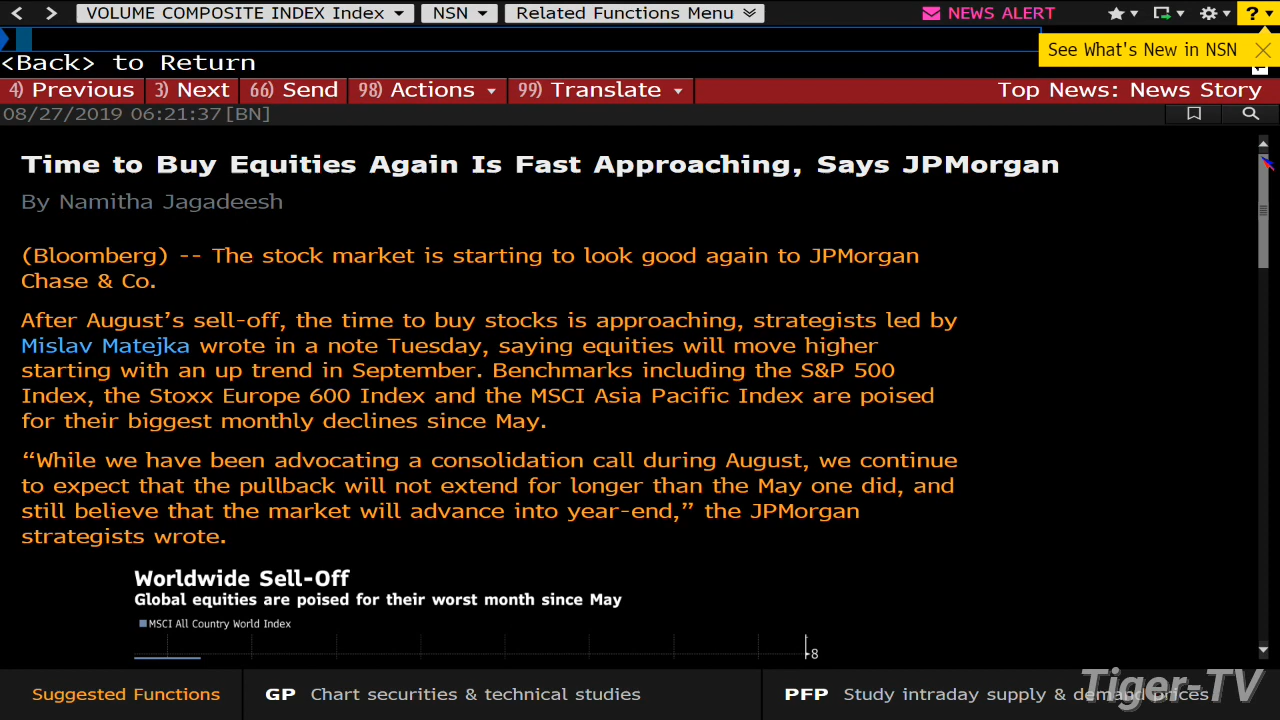 VOLUME COMPOSITE INDEX Index NSN Related Functions Menu NEWS ALERT ?
See What's New in NSN
<Back> to Return
4) Previous 3) Next 66) Send 98) Actions 99) Translate Top News: News Story
08/27/2019 06:21:37[BN]
Time to Buy Equities Again Is Fast Approaching, Says JPMorgan
By Namitha Jagadeesh
(Bloomberg) -- The stock market is starting to look good again to JPMorgan
Chase & Co.
After August’s sell-off, the time to buy stocks is approaching, strategists led by
Mislav Matejka wrote in a note Tuesday, saying equities will move higher
starting with an up trend in September. Benchmarks including the S&P 500
Index, the Stoxx Europe 600 Index and the MSCI Asia Pacific Index are poised
for their biggest monthly declines since May.
“While we have been advocating a consolidation call during August, we continue
to expect that the pullback will not extend for longer than the May one did, and
still believe that the market will advance into year-end,” the JPMorgan
strategists wrote.
Worldwide Sell-Off
Global equities are poised for their worst month since May
MSCI All Country World Index
8
Suggested Functions GP Chart securities & technical studies PFP Study intraday supply & demand prices
Tiger-TV